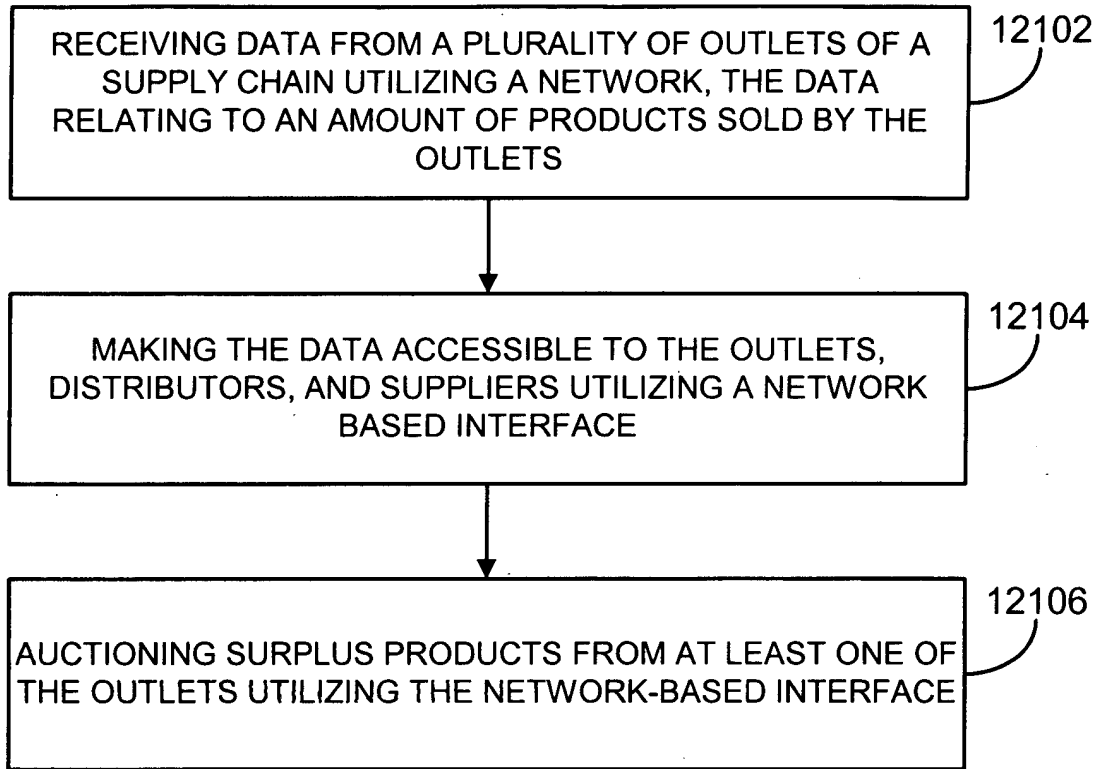 RECEIVING DATA FROM A PLURALITY OF OUTLETS OF A
SUPPLY CHAIN UTILIZING A NETWORK, THE DATA
RELATING TO AN AMOUNT OF PRODUCTS SOLD BY THE
OUTLETS
12102
MAKING THE DATA ACCESSIBLE TO THE OUTLETS,
DISTRIBUTORS, AND SUPPLIERS UTILIZING A NETWORK
BASED INTERFACE
12104
AUCTIONING SURPLUS PRODUCTS FROM AT LEAST ONE OF
THE OUTLETS UTILIZING THE NETWORK-BASED INTERFACE
12106